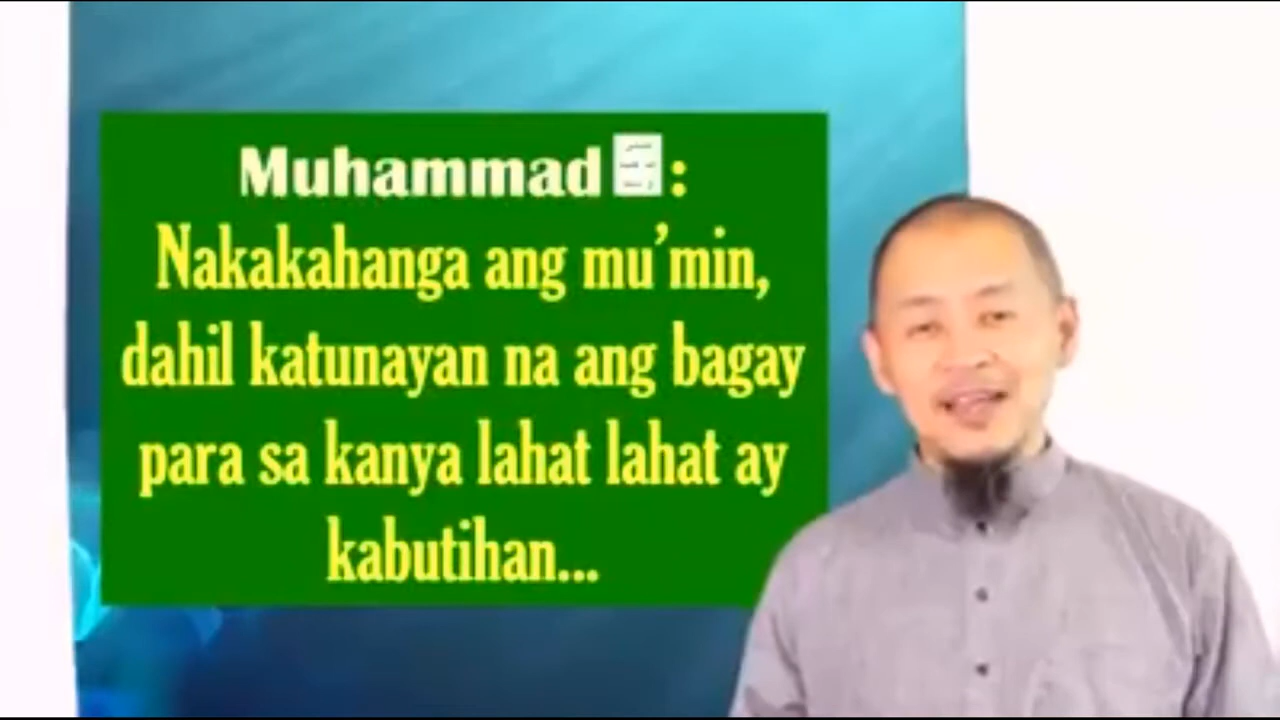 Muhammad:
Nakakahanga ang mu’min,
dahil katunayan na ang bagay
para sa kanya lahat lahat ay
kabutihan...